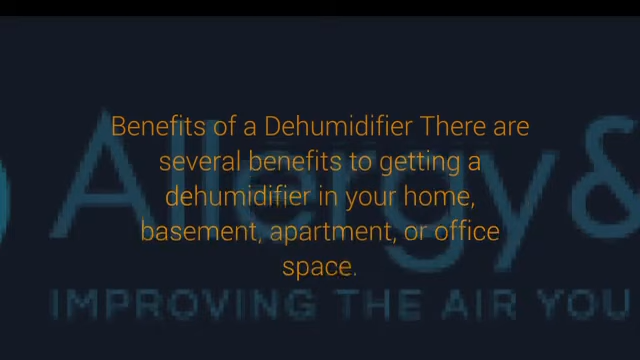 Benefits of a Dehumidifier There are
several benefits to getting a
dehumidifier in your home,
basement, apartment, or office
space.
Allergy&
IMPROVING THE AIR YOU